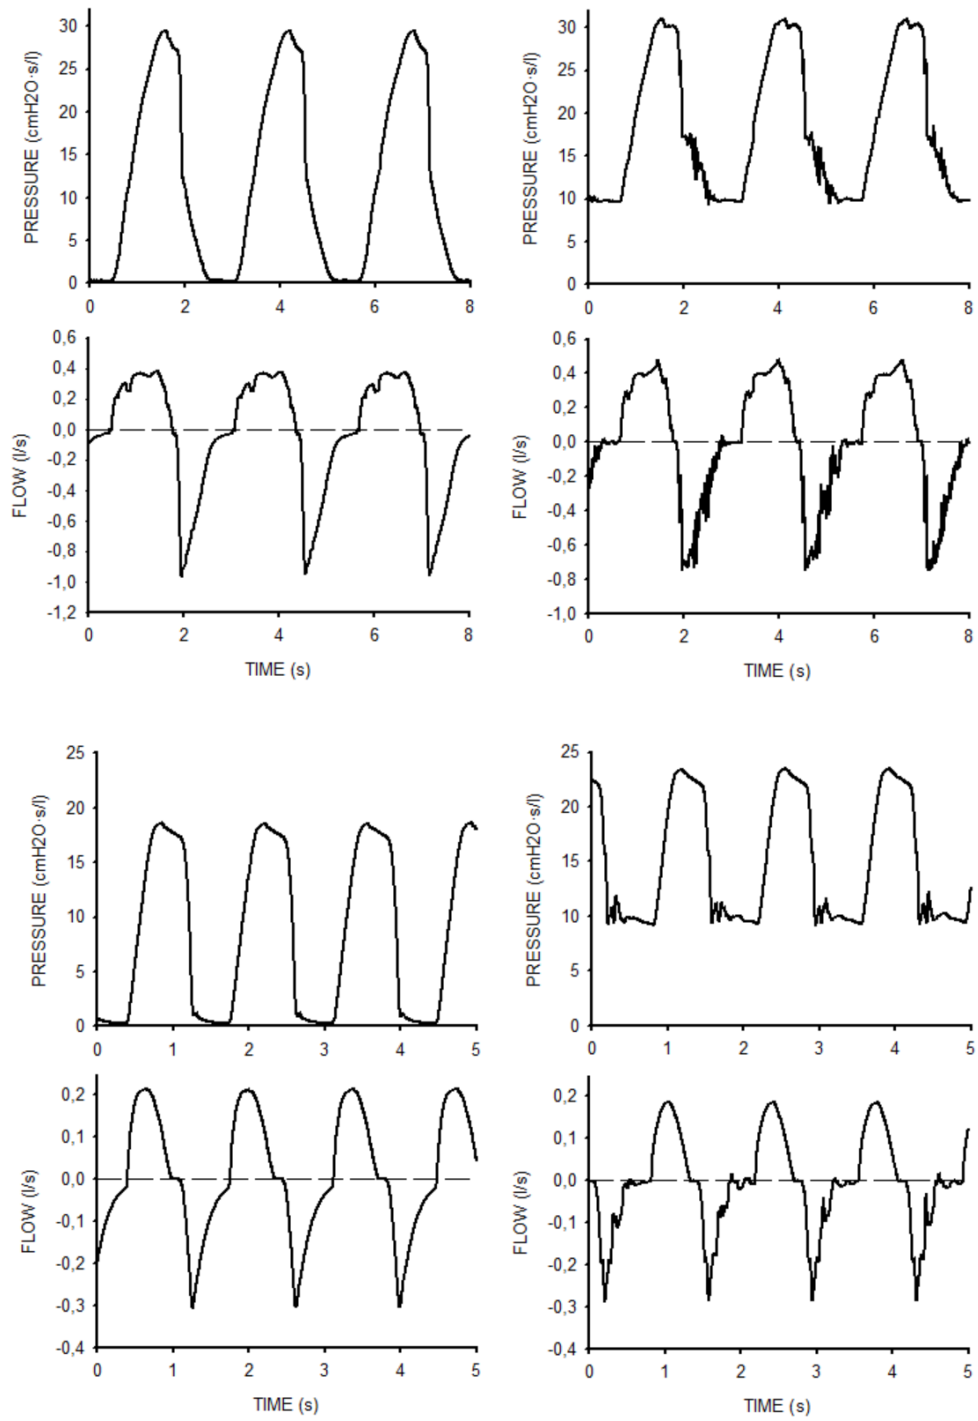 PRESSURE (cmH2O·s/l)
30
25
20
15
10
5
0
0 2 4 6 8
PRESSURE (cmH2O·s/l)
30
25
20
15
10
5
0
0 2 4 6 8
FLOW (l/s)
0,6
0,4
0,2
0,0
-0,2
-0,4
-0,6
-0,8
-1,0
-1,2
0 2 4 6 8
TIME (s)
FLOW (l/s)
0,6
0,4
0,2
0,0
-0,2
-0,4
-0,6
-0,8
-1,0
0 2 4 6 8
TIME (s)
PRESSURE (cmH2O·s/l)
25
20
15
10
5
0
0 1 2 3 4 5
PRESSURE (cmH2O·s/l)
25
20
15
10
5
0
0 1 2 3 4 5
FLOW (l/s)
0,2
0,1
0,0
-0,1
-0,2
-0,3
-0,4
0 1 2 3 4 5
TIME (s)
FLOW (l/s)
0,2
0,1
0,0
-0,1
-0,2
-0,3
-0,4
0 1 2 3 4 5
TIME (s)